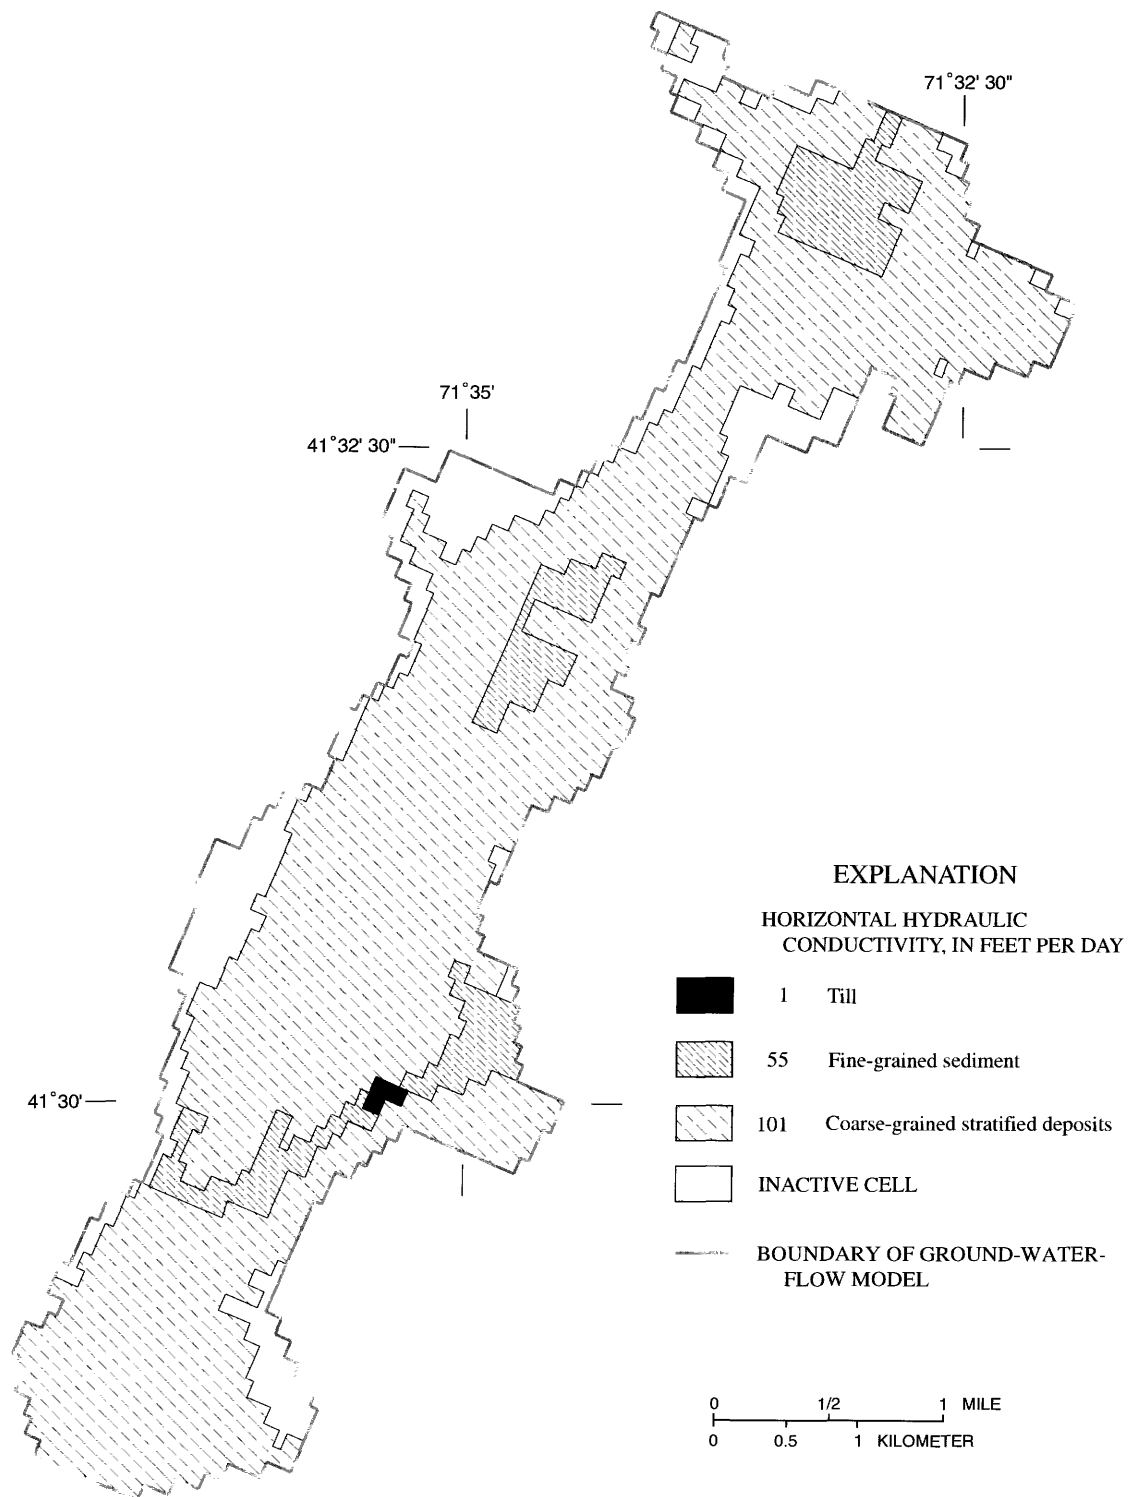 71°32' 30"
71°35'
41°32' 30"
41°30'
EXPLANATION
HORIZONTAL HYDRAULIC
CONDUCTIVITY, IN FEET PER DAY
1 Till
55 Fine-grained sediment
101 Coarse-grained stratified deposits
INACTIVE CELL
BOUNDARY OF GROUND-WATER-
FLOW MODEL
0 1/2 1 MILE
0 0.5 1 KILOMETER